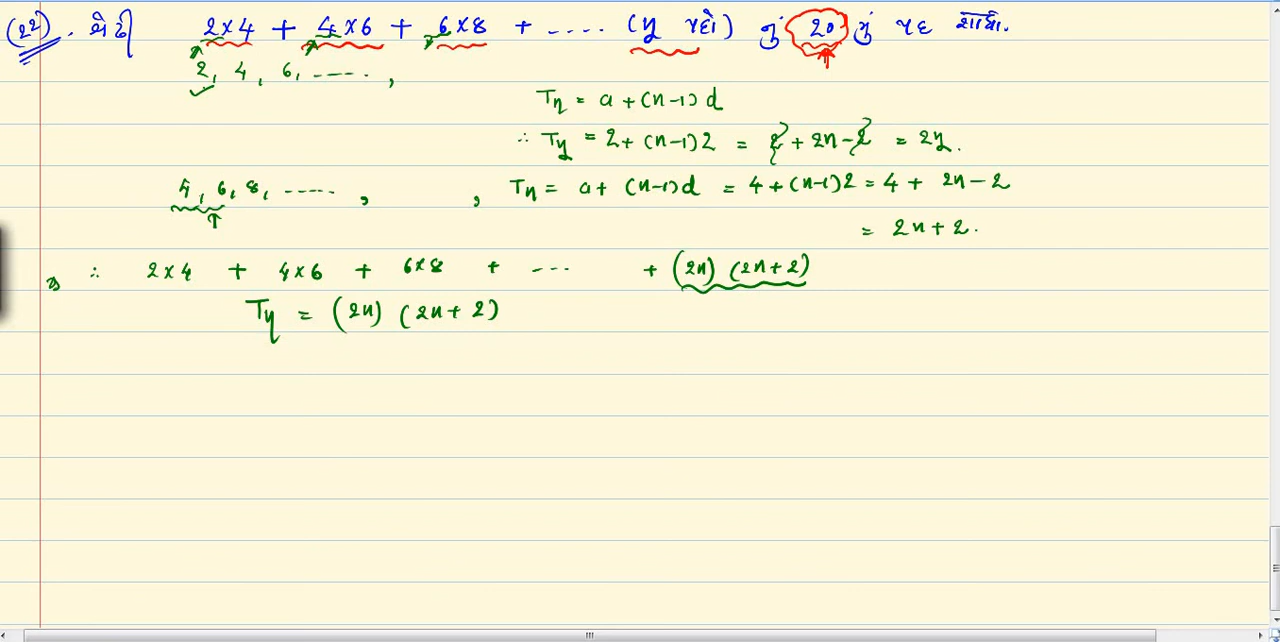 (22). શ્રેઢી 2×4 + 4×6 + 6×8 + .... (n પદો) નું 20 નું પદ શોધો.
2, 4, 6, ....,
Tn = a + (n-1) d
∴ Tn = 2 + (n-1) 2 = 2 + 2n - 2 = 2n.
4, 6, 8, ....., , Tn = a + (n-1) d = 4 + (n-1) 2 = 4 + 2n - 2
= 2n + 2.
⇒ ∴ 2×4 + 4×6 + 6×8 + ... + (2n) (2n + 2)
Tn = (2n) (2n + 2)